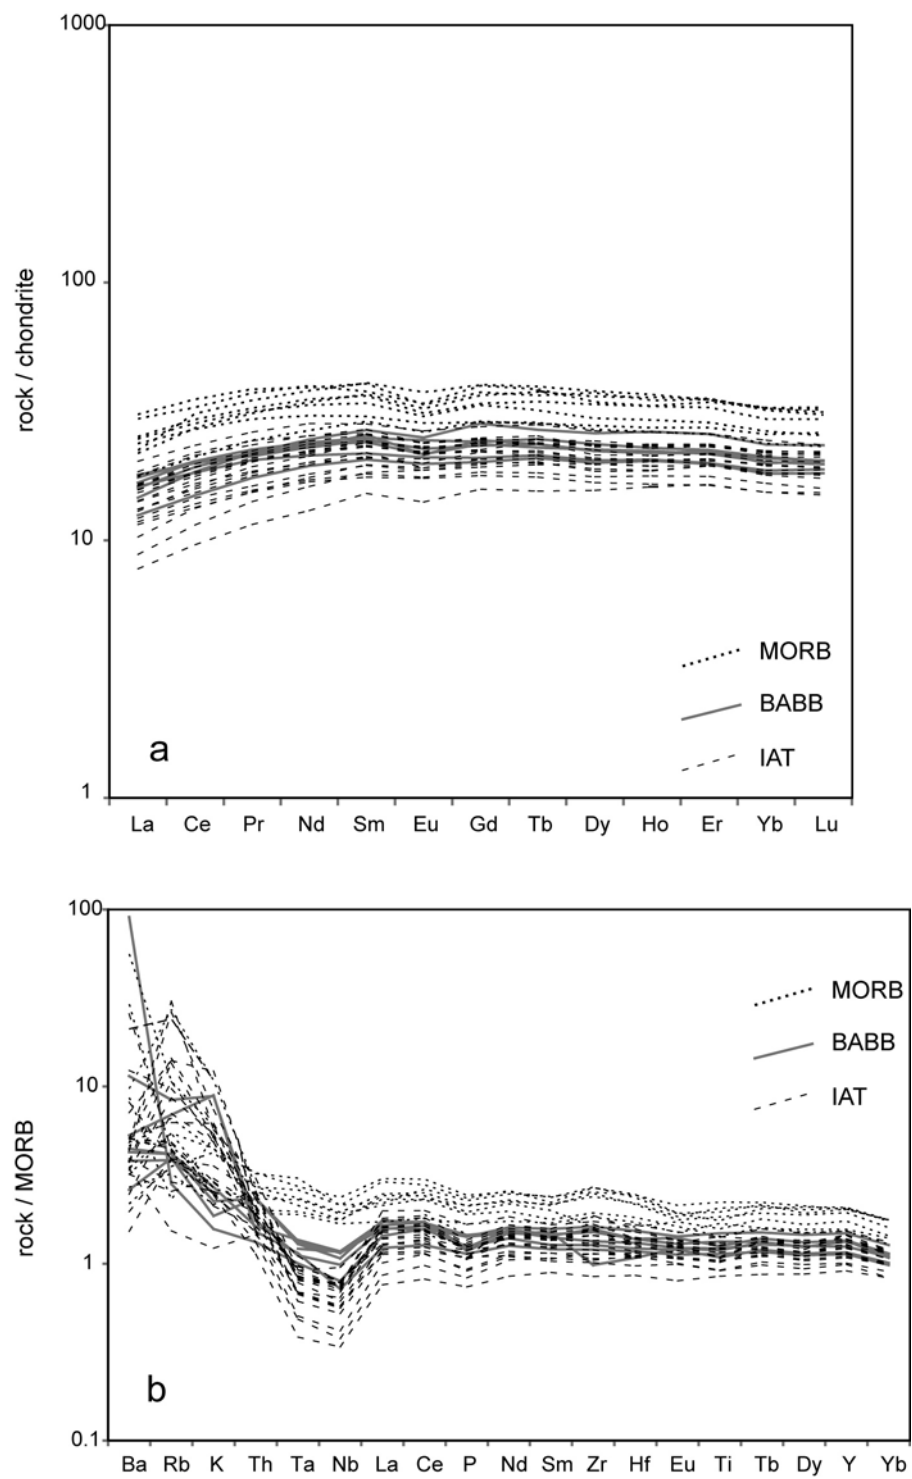 1000
100
10
1
rock / chondrite
MORB
BABB
IAT
a
La Ce Pr Nd Sm Eu Gd Tb Dy Ho Er Yb Lu
100
10
1
0.1
rock / MORB
MORB
BABB
IAT
b
Ba Rb K Th Ta Nb La Ce P Nd Sm Zr Hf Eu Ti Tb Dy Y Yb